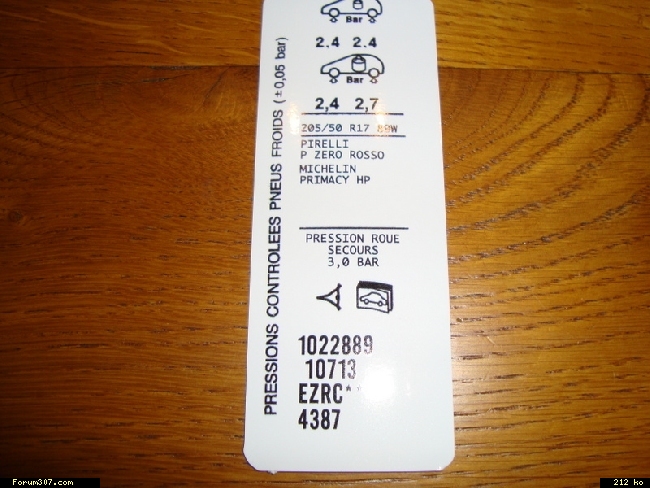 PRESSIONS CONTROLEES PNEUS FROIDS (±0,05 bar)
Bar
2.4 2.4
Bar
2,4 2,7
205/50 R17 89W
PIRELLI
P ZERO ROSSO
MICHELIN
PRIMACY HP
PRESSION ROUE
SECOURS
3,0 BAR
1022889
10713
EZRC**
4387
Forum307.com
212 ko